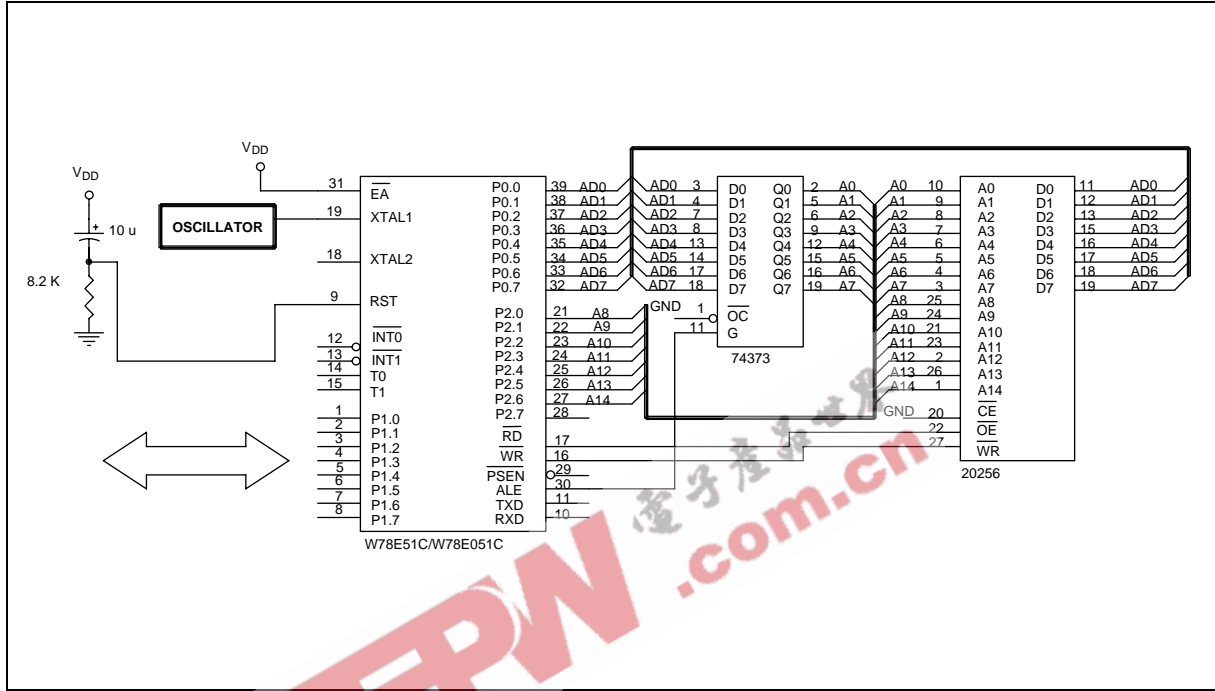 VDD
VDD
10 u
+
8.2 K
OSCILLATOR
31 EA
19 XTAL1
18 XTAL2
9 RST
12 INT0
13 INT1
14 T0
15 T1
1 P1.0
2 P1.1
3 P1.2
4 P1.3
5 P1.4
6 P1.5
7 P1.6
8 P1.7
P0.0 39 AD0
P0.1 38 AD1
P0.2 37 AD2
P0.3 36 AD3
P0.4 35 AD4
P0.5 34 AD5
P0.6 33 AD6
P0.7 32 AD7
P2.0 21 A8
P2.1 22 A9
P2.2 23 A10
P2.3 24 A11
P2.4 25 A12
P2.5 26 A13
P2.6 27 A14
P2.7 28
RD 17
WR 16
PSEN 29
ALE 30
TXD 11
RXD 10
W78E51C/W78E051C
AD0 3 D0 Q0 2 A0
AD1 4 D1 Q1 5 A1
AD2 7 D2 Q2 6 A2
AD3 8 D3 Q3 9 A3
AD4 13 D4 Q4 12 A4
AD5 14 D5 Q5 15 A5
AD6 17 D6 Q6 16 A6
AD7 18 D7 Q7 19 A7
GND 1 OC
11 G
74373
A0 10 A0 D0 11 AD0
A1 9 A1 D1 12 AD1
A2 8 A2 D2 13 AD2
A3 7 A3 D3 15 AD3
A4 6 A4 D4 16 AD4
A5 5 A5 D5 17 AD5
A6 4 A6 D6 18 AD6
A7 3 A7 D7 19 AD7
A8 25 A8
A9 24 A9
A10 21 A10
A11 23 A11
A12 2 A12
A13 26 A13
A14 1 A14
GND 20 CE
22 OE
27 WR
20256
電子產品世界
.com.cn